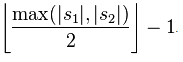 ⌊max(|s₁|,|s₂|)/2⌋ − 1.